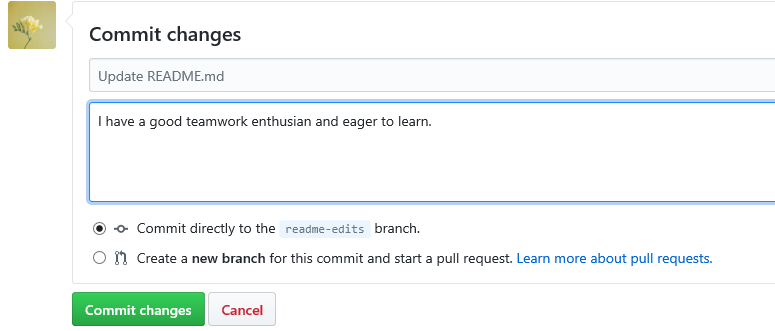 Commit changes
Update README.md
I have a good teamwork enthusian and eager to learn.
Commit directly to the readme-edits branch.
Create a new branch for this commit and start a pull request. Learn more about pull requests.
Commit changes
Cancel